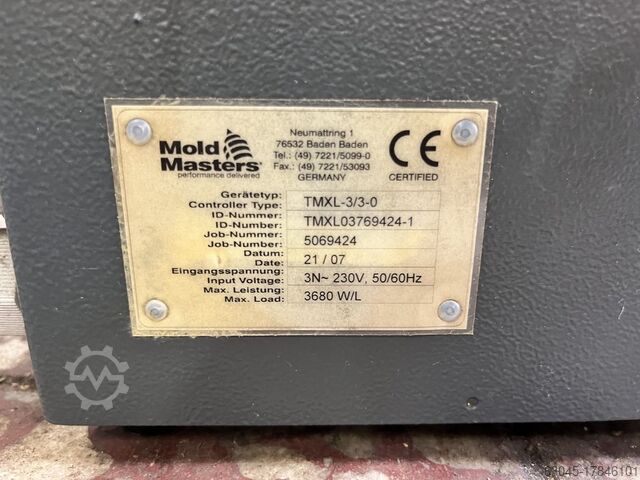 Mold
Masters
performance delivered
Neumattring 1
76532 Baden Baden
Tel.: (49) 7221/5099-0
Fax.: (49) 7221/53093
GERMANY
CE
CERTIFIED
Gerätetyp:
Controller Type: TMXL-3/3-0
ID-Nummer:
ID-Number: TMXL03769424-1
Job-Nummer:
Job-Number: 5069424
Datum:
Date: 21 / 07
Eingangsspannung:
Input Voltage: 3N~ 230V, 50/60Hz
Max. Leistung:
Max. Load: 3680 W/L